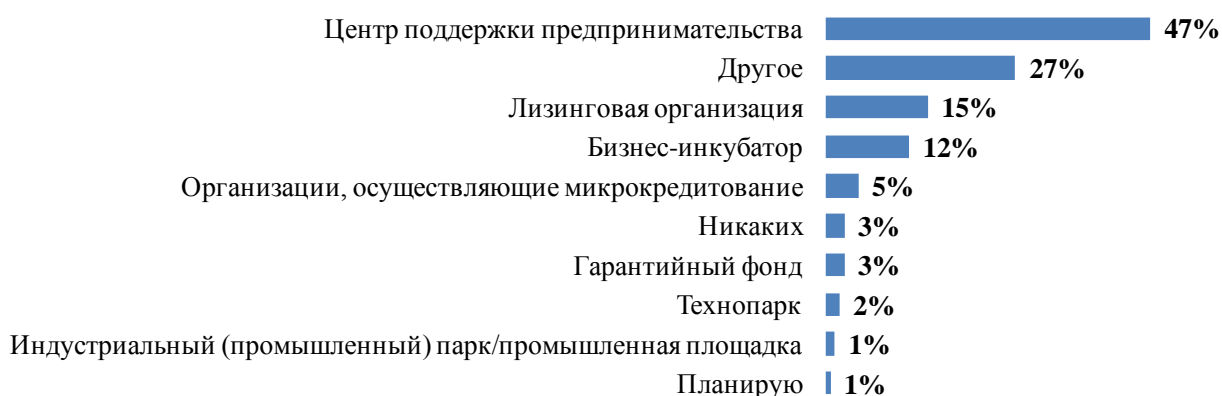 Центр поддержки предпринимательства 47%
Другое 27%
Лизинговая организация 15%
Бизнес-инкубатор 12%
Организации, осуществляющие микрокредитование 5%
Никаких 3%
Гарантийный фонд 3%
Технопарк 2%
Индустриальный (промышленный) парк/промышленная площадка 1%
Планирую 1%